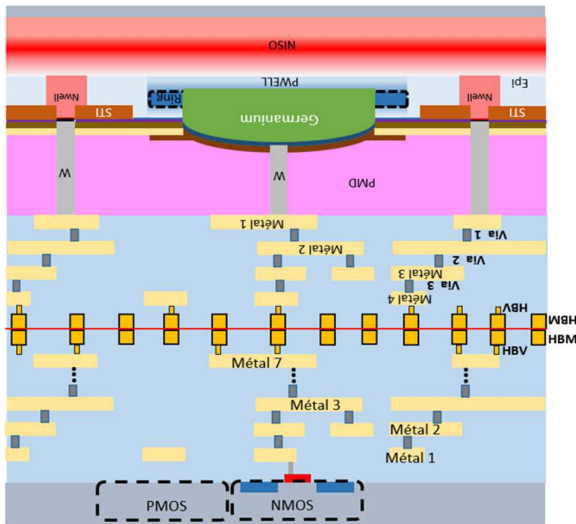 NISO
PWELL
Epi
Nwell
Ring
Nwell
Germanium
STI
STI
W
W
W
PMD
Métal 1
Via 1
Métal 2
Via 2
Métal 3
Via 3
Métal 4
HBV
HBM
HBM
HBV
Métal 7
Métal 3
Métal 2
Métal 1
PMOS
NMOS